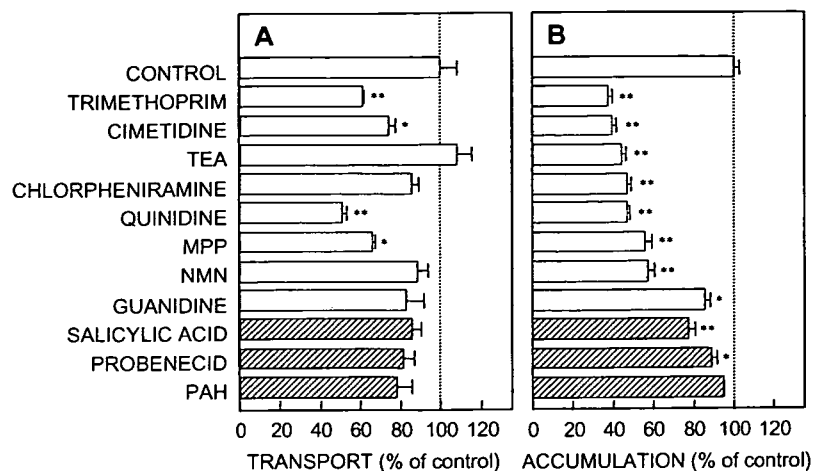 A
B
CONTROL
TRIMETHOPRIM
**
**
CIMETIDINE
*
**
TEA
**
CHLORPHENIRAMINE
**
QUINIDINE
**
**
MPP
*
**
NMN
**
GUANIDINE
*
SALICYLIC ACID
**
PROBENECID
*
PAH
0 20 40 60 80 100 120
0 20 40 60 80 100 120
TRANSPORT (% of control)
ACCUMULATION (% of control)